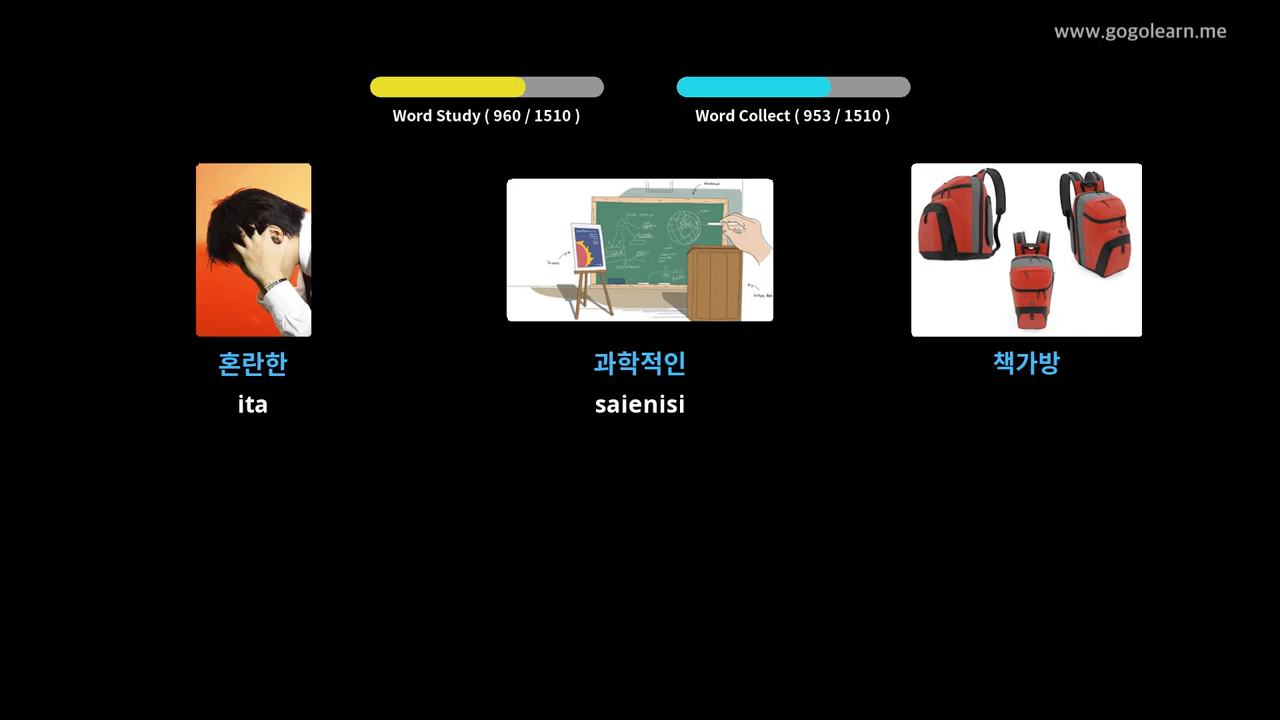 www.gogolearn.me
Word Study ( 960 / 1510 )
Word Collect ( 953 / 1510 )
혼란한
과학적인
책가방
ita
saienisi